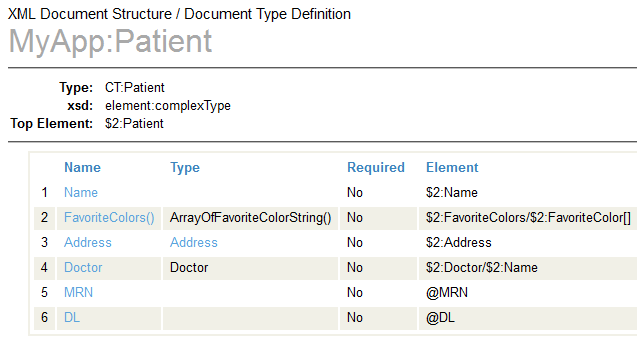 XML Document Structure / Document Type Definition
MyApp:Patient
Type: CT:Patient
xsd: element:complexType
Top Element: $2:Patient
Name Type Required Element
1 Name No $2:Name
2 FavoriteColors() ArrayOfFavoriteColorString() No $2:FavoriteColors/$2:FavoriteColor[]
3 Address Address No $2:Address
4 Doctor Doctor No $2:Doctor/$2:Name
5 MRN No @MRN
6 DL No @DL